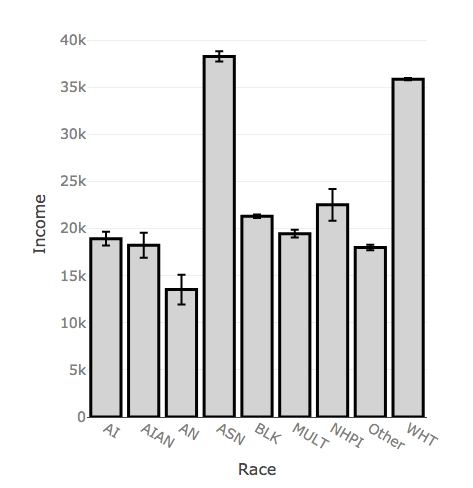 40k
35k
30k
25k
20k
15k
10k
5k
0
Income
AI
AIAN
AN
ASN
BLK
MULT
NHPI
Other
WHT
Race